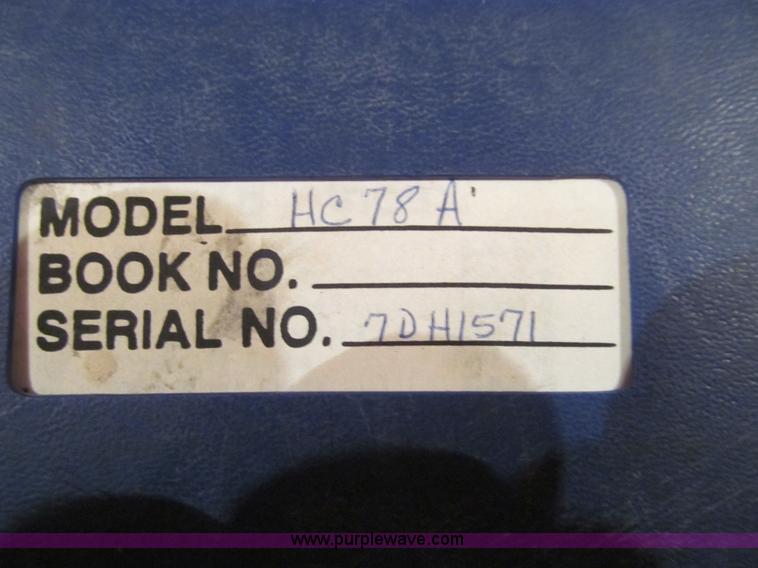 MODEL HC78A
BOOK NO.
SERIAL NO. 7DH1571
www.purplewave.com